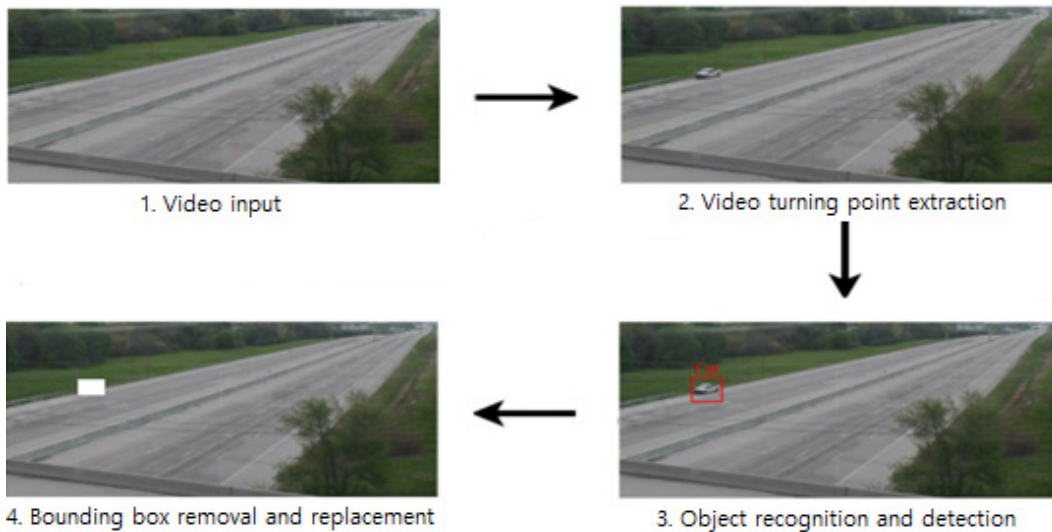 1. Video input
2. Video turning point extraction
Car
3. Object recognition and detection
4. Bounding box removal and replacement